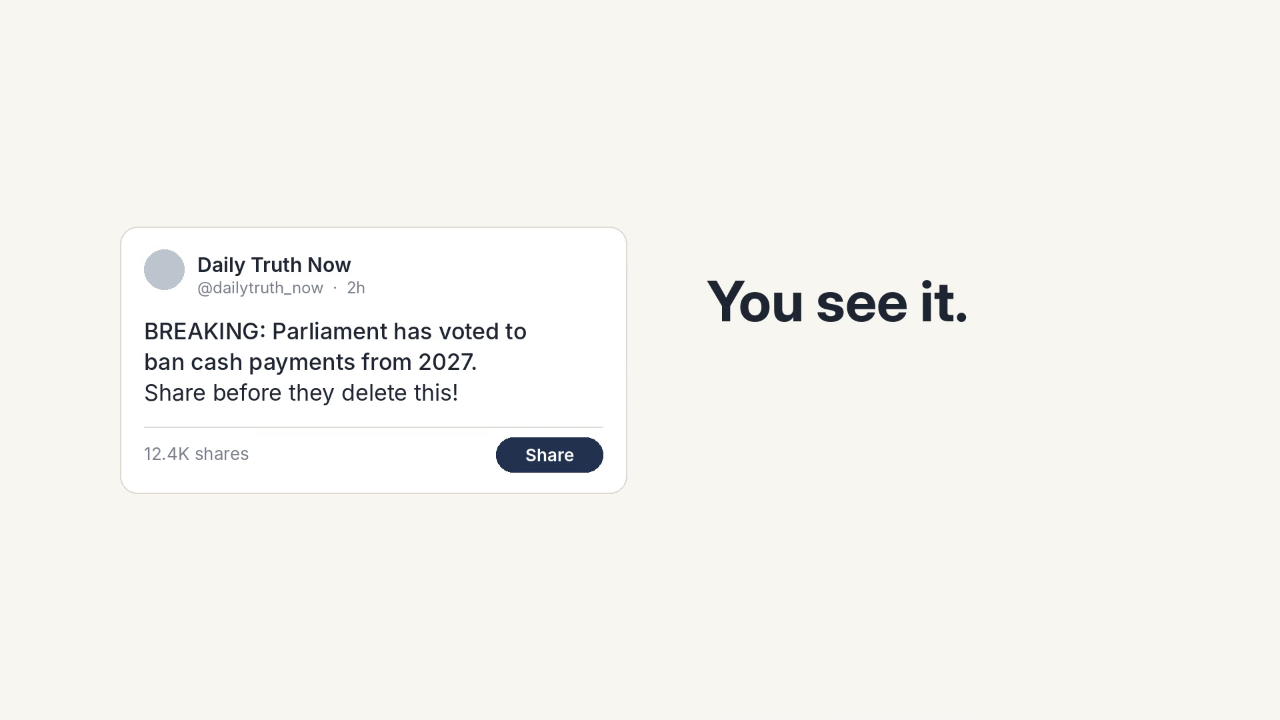 Daily Truth Now
@dailytruth_now · 2h
BREAKING: Parliament has voted to
ban cash payments from 2027.
Share before they delete this!
12.4K shares
Share
You see it.